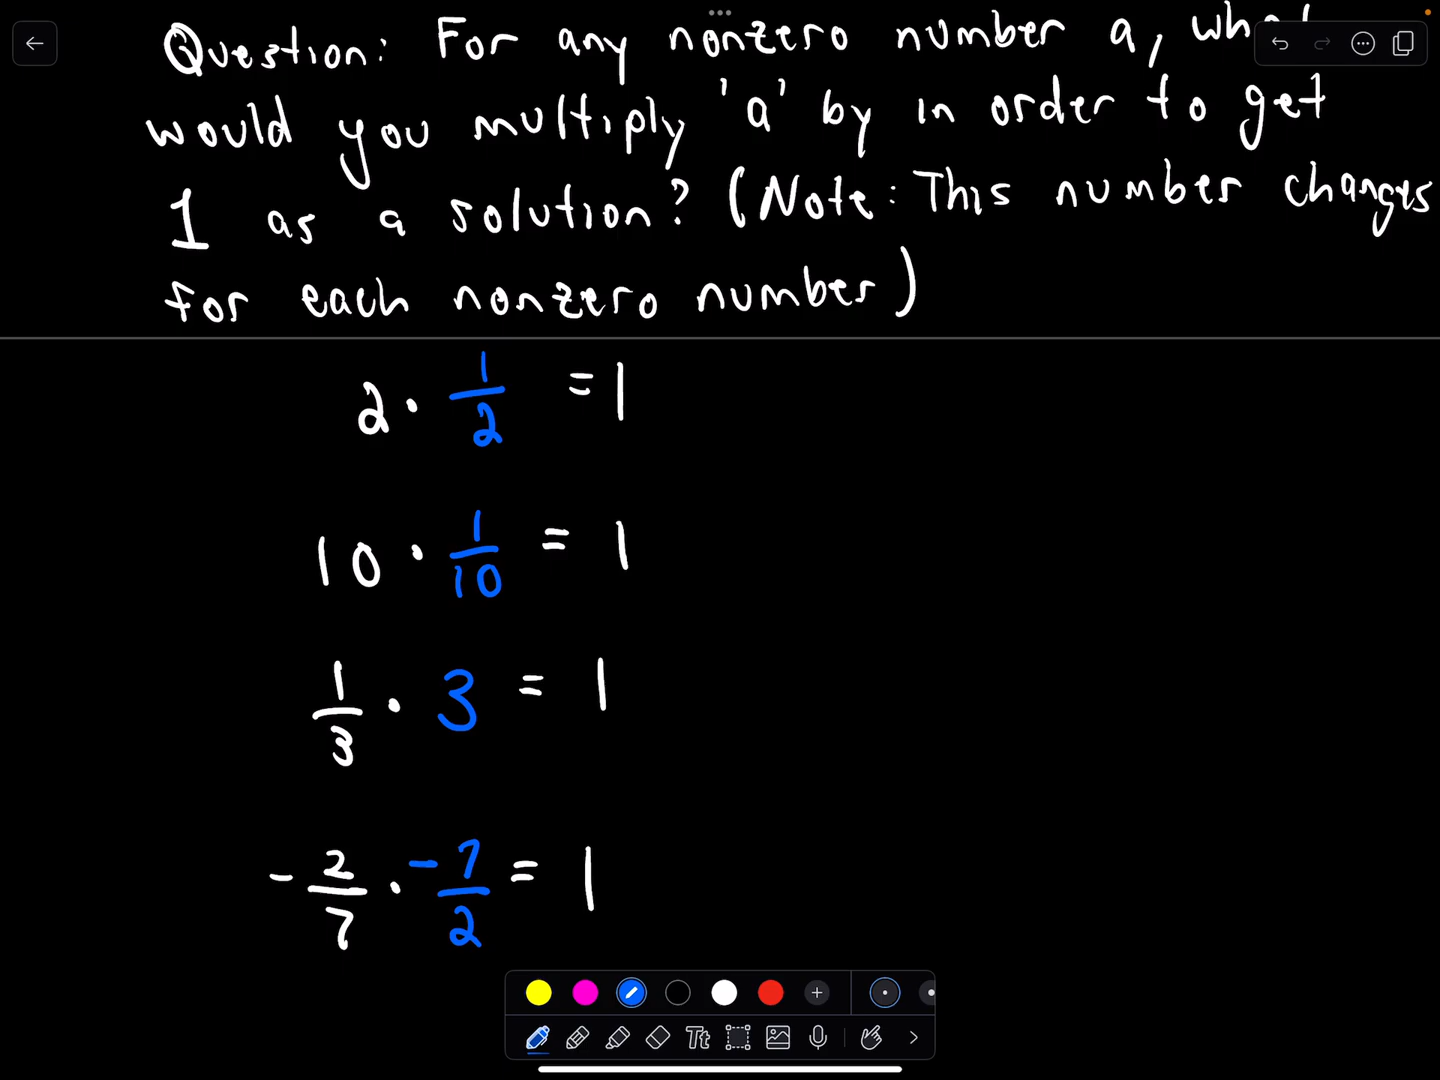 Question: For any nonzero number a,
would you multiply 'a' by in order to get
1 as a solution? (Note: This number changes
for each nonzero number)
2 · 1/2 = 1
10 · 1/10 = 1
1/3 · 3 = 1
- 2/7 · - 7/2 = 1
Tt